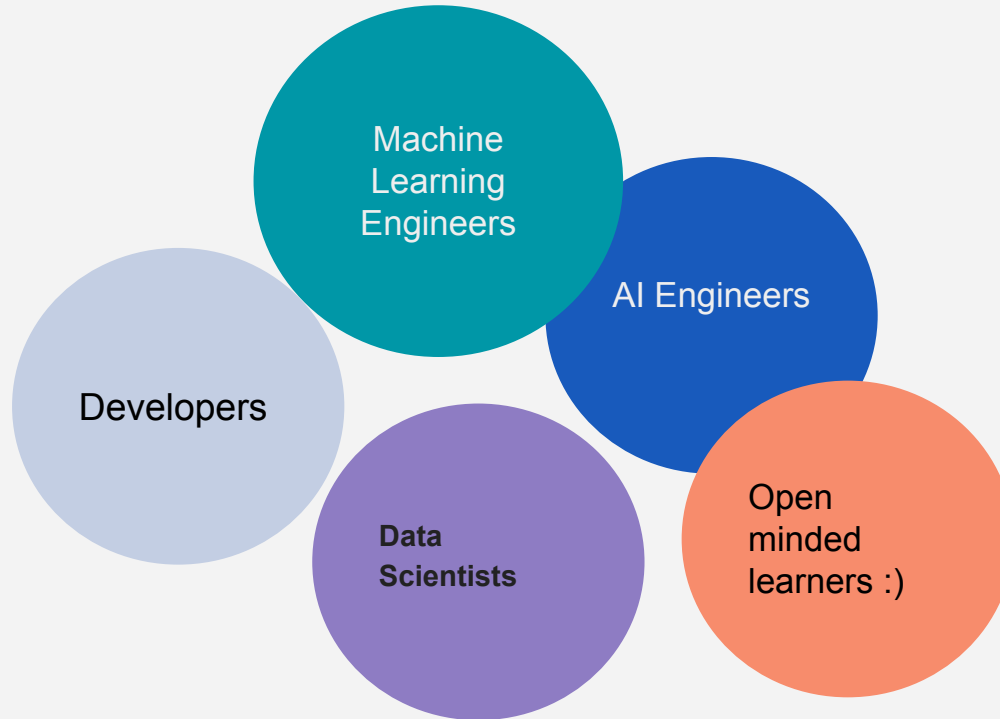 Machine
Learning
Engineers
AI Engineers
Developers
Data
Scientists
Open
minded
learners :)